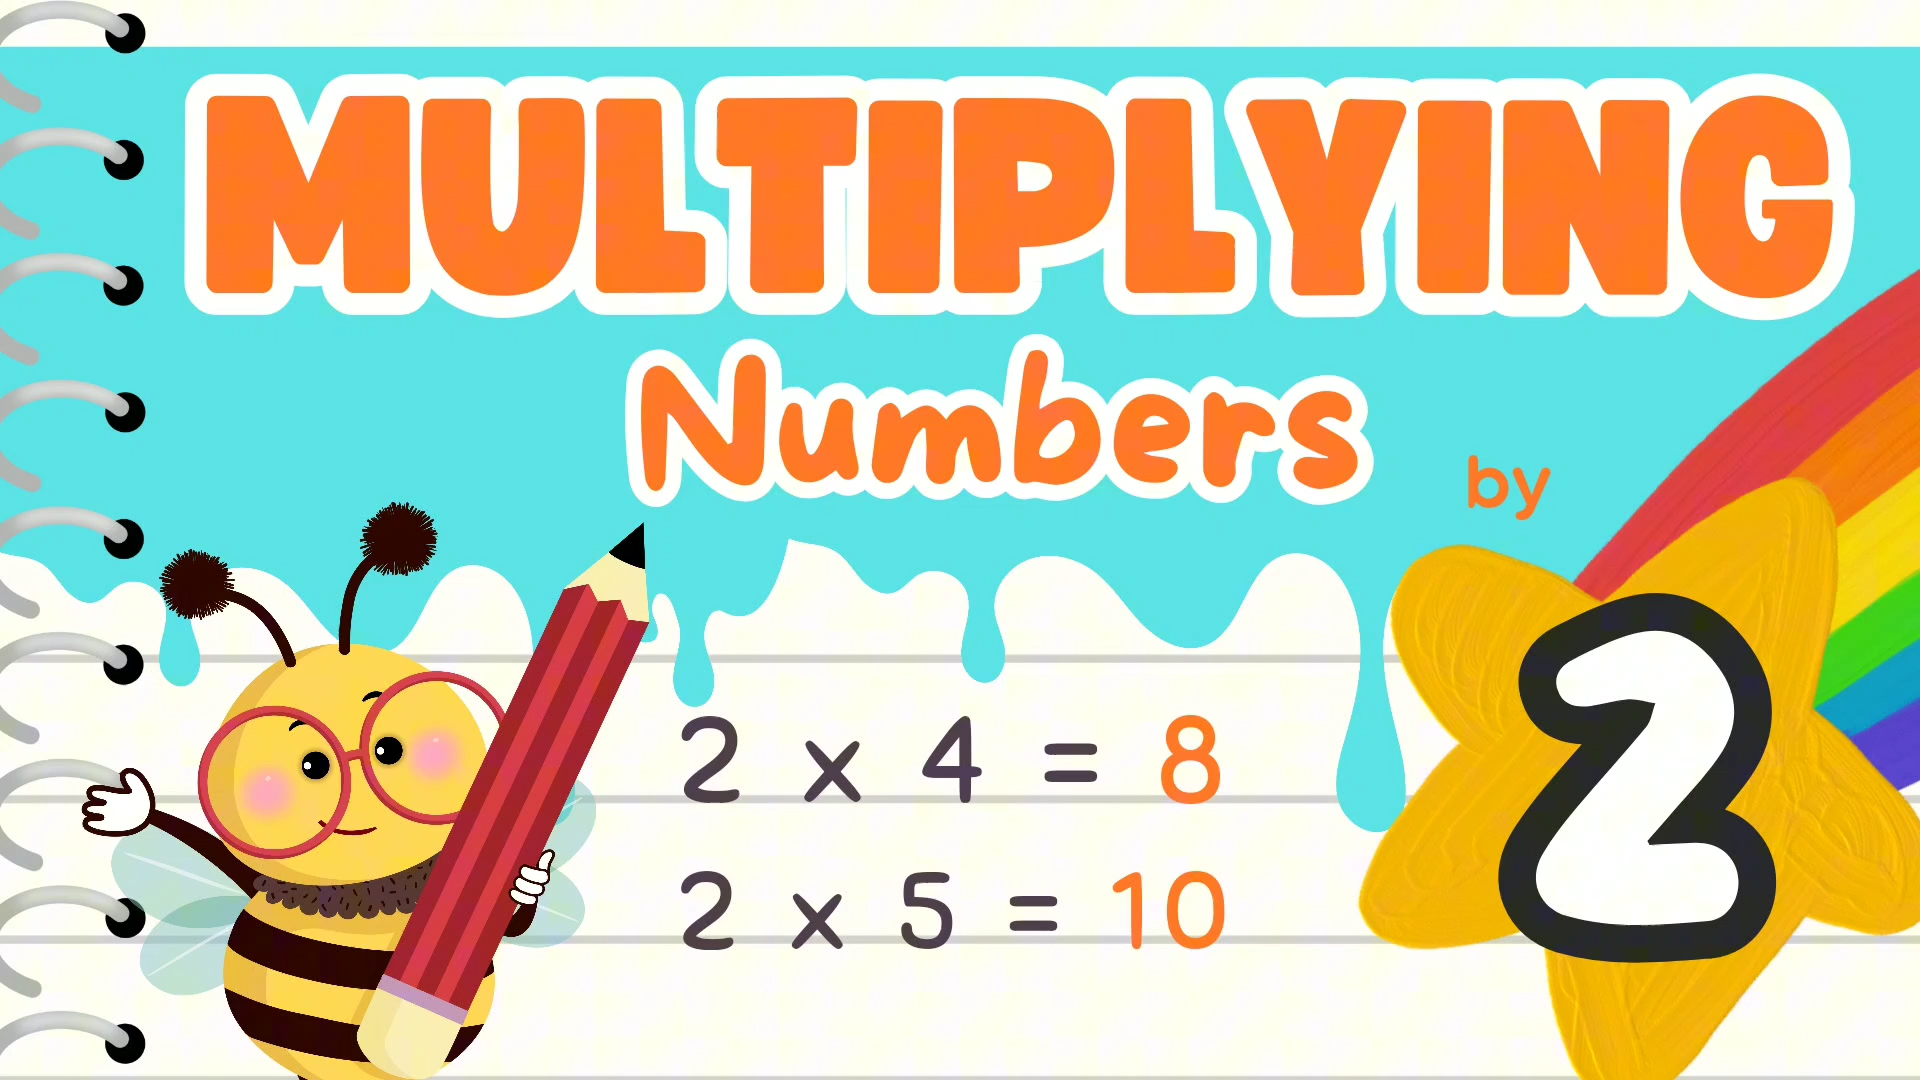 MULTIPLYING
Numbers
by
2
2 x 4 = 8
2 x 5 = 10